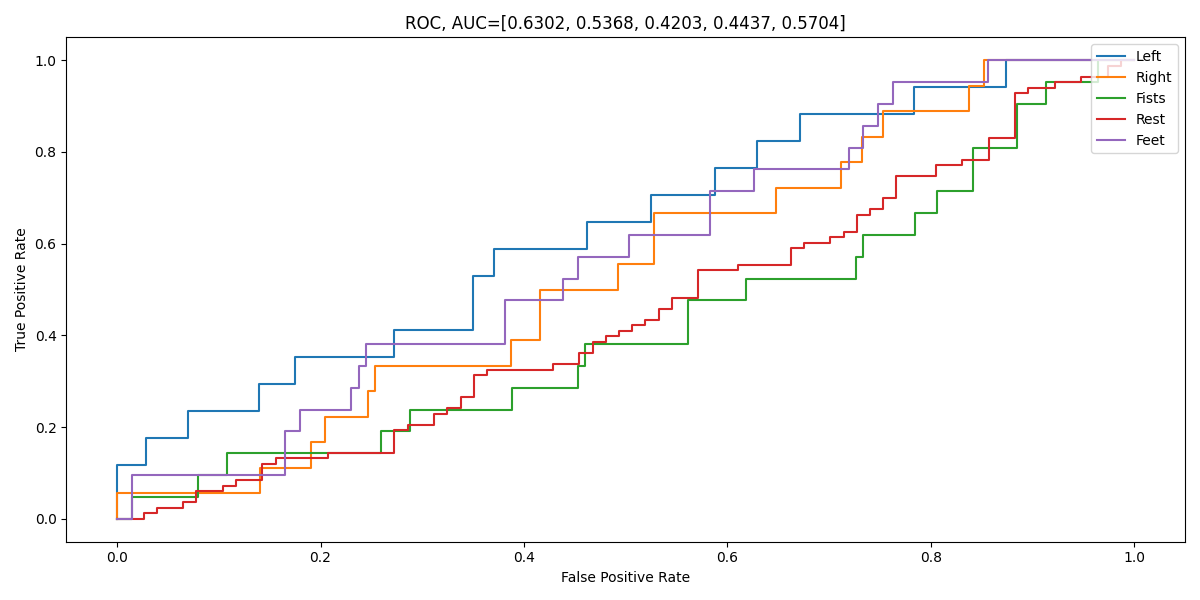 ROC, AUC=[0.6302, 0.5368, 0.4203, 0.4437, 0.5704]
Left
Right
Fists
Rest
Feet
True Positive Rate
1.0
0.8
0.6
0.4
0.2
0.0
0.0 0.2 0.4 0.6 0.8 1.0
False Positive Rate